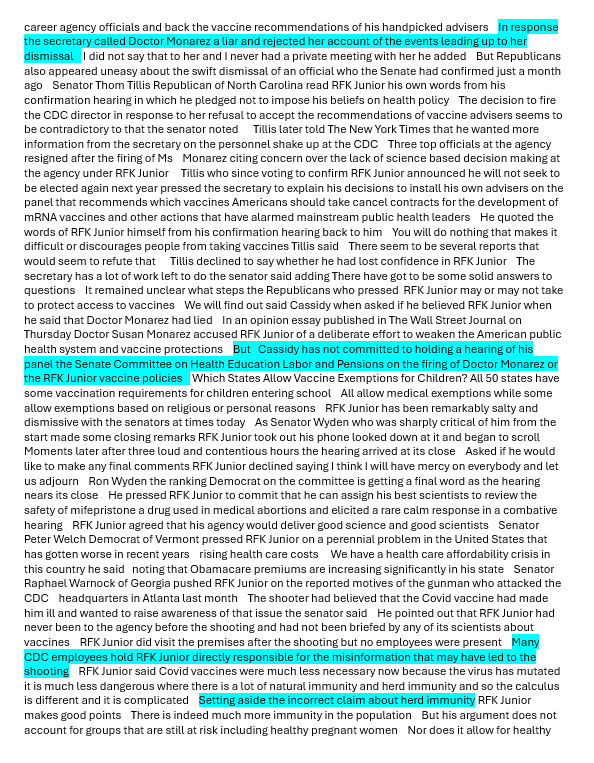 career agency officials and back the vaccine recommendations of his handpicked advisers In response
the secretary called Doctor Monarez a liar and rejected her account of the events leading up to her
dismissal I did not say that to her and I never had a private meeting with her he added But Republicans
also appeared uneasy about the swift dismissal of an official who the Senate had confirmed just a month
ago Senator Thom Tillis Republican of North Carolina read RFK Junior his own words from his
confirmation hearing in which he pledged not to impose his beliefs on health policy The decision to fire
the CDC director in response to her refusal to accept the recommendations of vaccine advisers seems to
be contradictory to that the senator noted Tillis later told The New York Times that he wanted more
information from the secretary on the personnel shake up at the CDC Three top officials at the agency
resigned after the firing of Ms Monarez citing concern over the lack of science based decision making at
the agency under RFK Junior Tillis who since voting to confirm RFK Junior announced he will not seek to
be elected again next year pressed the secretary to explain his decisions to install his own advisers on the
panel that recommends which vaccines Americans should take cancel contracts for the development of
mRNA vaccines and other actions that have alarmed mainstream public health leaders He quoted the
words of RFK Junior himself from his confirmation hearing back to him You will do nothing that makes it
difficult or discourages people from taking vaccines Tillis said There seem to be several reports that
would seem to refute that Tillis declined to say whether he had lost confidence in RFK Junior The
secretary has a lot of work left to do the senator said adding There have got to be some solid answers to
questions It remained unclear what steps the Republicans who pressed RFK Junior may or may not take
to protect access to vaccines We will find out said Cassidy when asked if he believed RFK Junior when
he said that Doctor Monarez had lied In an opinion essay published in The Wall Street Journal on
Thursday Doctor Susan Monarez accused RFK Junior of a deliberate effort to weaken the American public
health system and vaccine protections But Cassidy has not committed to holding a hearing of his
panel the Senate Committee on Health Education Labor and Pensions on the firing of Doctor Monarez or
the RFK Junior vaccine policies Which States Allow Vaccine Exemptions for Children? All 50 states have
some vaccination requirements for children entering school All allow medical exemptions while some
allow exemptions based on religious or personal reasons RFK Junior has been remarkably salty and
dismissive with the senators at times today As Senator Wyden who was sharply critical of him from the
start made some closing remarks RFK Junior took out his phone looked down at it and began to scroll
Moments later after three loud and contentious hours the hearing arrived at its close Asked if he would
like to make any final comments RFK Junior declined saying I think I will have mercy on everybody and let
us adjourn Ron Wyden the ranking Democrat on the committee is getting a final word as the hearing
nears its close He pressed RFK Junior to commit that he can assign his best scientists to review the
safety of mifepristone a drug used in medical abortions and elicited a rare calm response in a combative
hearing RFK Junior agreed that his agency would deliver good science and good scientists Senator
Peter Welch Democrat of Vermont pressed RFK Junior on a perennial problem in the United States that
has gotten worse in recent years rising health care costs We have a health care affordability crisis in
this country he said noting that Obamacare premiums are increasing significantly in his state Senator
Raphael Warnock of Georgia pushed RFK Junior on the reported motives of the gunman who attacked the
CDC headquarters in Atlanta last month The shooter had believed that the Covid vaccine had made
him ill and wanted to raise awareness of that issue the senator said He pointed out that RFK Junior had
never been to the agency before the shooting and had not been briefed by any of its scientists about
vaccines RFK Junior did visit the premises after the shooting but no employees were present Many
CDC employees hold RFK Junior directly responsible for the misinformation that may have led to the
shooting RFK Junior said Covid vaccines were much less necessary now because the virus has mutated
it is much less dangerous where there is a lot of natural immunity and herd immunity and so the calculus
is different and it is complicated Setting aside the incorrect claim about herd immunity RFK Junior
makes good points There is indeed much more immunity in the population But his argument does not
account for groups that are still at risk including healthy pregnant women Nor does it allow for healthy